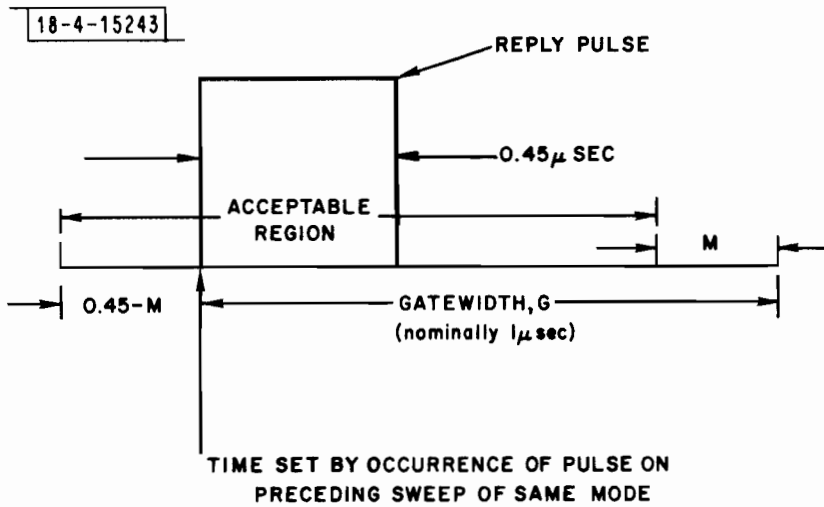 18-4-15243
REPLY PULSE
0.45μ SEC
ACCEPTABLE
REGION
M
0.45-M
GATEWIDTH, G
(nominally 1μsec)
TIME SET BY OCCURRENCE OF PULSE ON
PRECEDING SWEEP OF SAME MODE